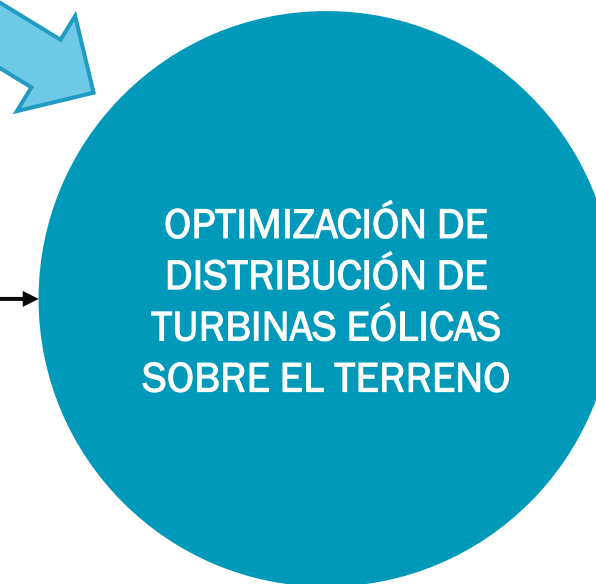 OPTIMIZACIÓN DE
DISTRIBUCIÓN DE
TURBINAS EÓLICAS
SOBRE EL TERRENO